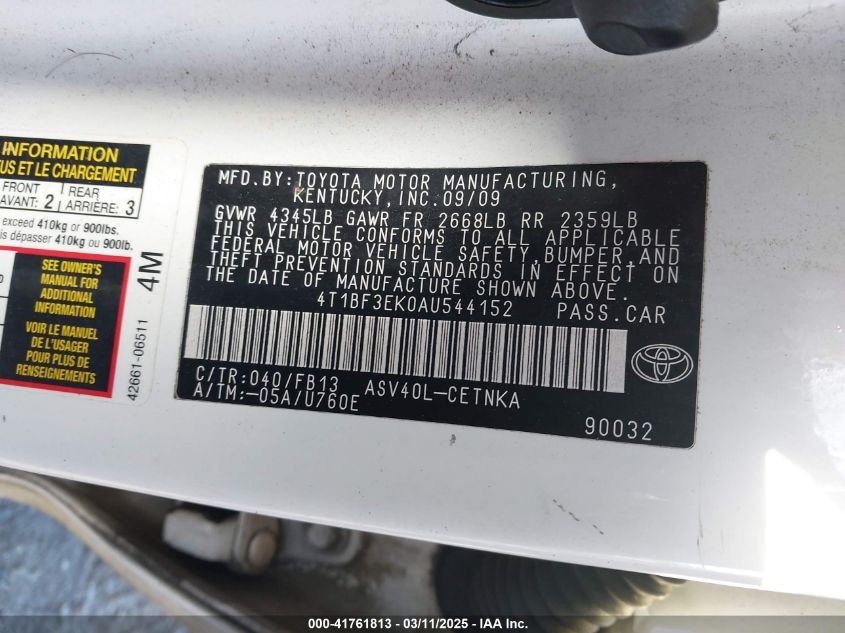 INFORMATION
US ET LE CHARGEMENT
FRONT
AVANT: 2
REAR
ARRIÈRE: 3
exceed 410kg or 900lbs.
is dépasser 410kg ou 900lb.
SEE OWNER'S
MANUAL FOR
ADDITIONAL
INFORMATION
VOIR LE MANUEL
DE L'USAGER
POUR PLUS DE
RENSEIGNEMENTS
4M
42661-06511
MFD.BY:TOYOTA MOTOR MANUFACTURING,
KENTUCKY, INC.09/09
GVWR 4345LB GAWR FR 2668LB RR 2359LB
THIS VEHICLE CONFORMS TO ALL APPLICABLE
FEDERAL MOTOR VEHICLE SAFETY,BUMPER,AND
THEFT PREVENTION STANDARDS IN EFFECT ON
THE DATE OF MANUFACTURE SHOWN ABOVE.
4T1BF3EK0AU544152 PASS.CAR
C/TR:040/FB13 ASV40L-CETNKA
A/TM:-05A/U760E
90032
000-41761813 - 03/11/2025 - IAA Inc.